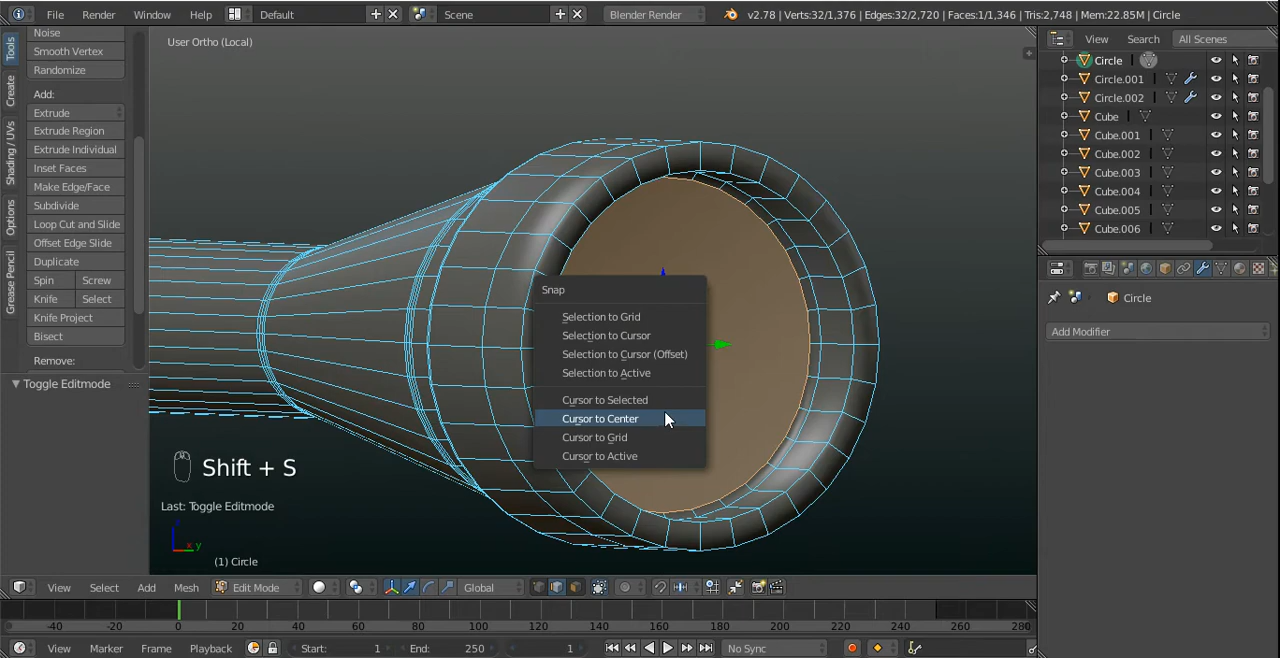 File Render Window Help Default Scene Blender Render v2.78 | Verts:32/1,376 | Edges:32/2,720 | Faces:1/1,346 | Tris:2,748 | Mem:22.85M | Circle
Tools
Create
Shading / UVs
Options
Grease Pencil
Noise
Smooth Vertex
Randomize
Add:
Extrude
Extrude Region
Extrude Individual
Inset Faces
Make Edge/Face
Subdivide
Loop Cut and Slide
Offset Edge Slide
Duplicate
Spin Screw
Knife Select
Knife Project
Bisect
Remove:
Toggle Editmode
User Ortho (Local)
Snap
Selection to Grid
Selection to Cursor
Selection to Cursor (Offset)
Selection to Active
Cursor to Selected
Cursor to Center
Cursor to Grid
Cursor to Active
Shift + S
Last: Toggle Editmode
z
x y
(1) Circle
View Select Add Mesh Edit Mode Global
View Search All Scenes
Circle
Circle.001
Circle.002
Cube
Cube.001
Cube.002
Cube.003
Cube.004
Cube.005
Cube.006
Circle
Add Modifier
-40 -20 0 20 40 60 80 100 120 140 160 180 200 220 240 260 280
View Marker Frame Playback Start: 1 End: 250 1 No Sync